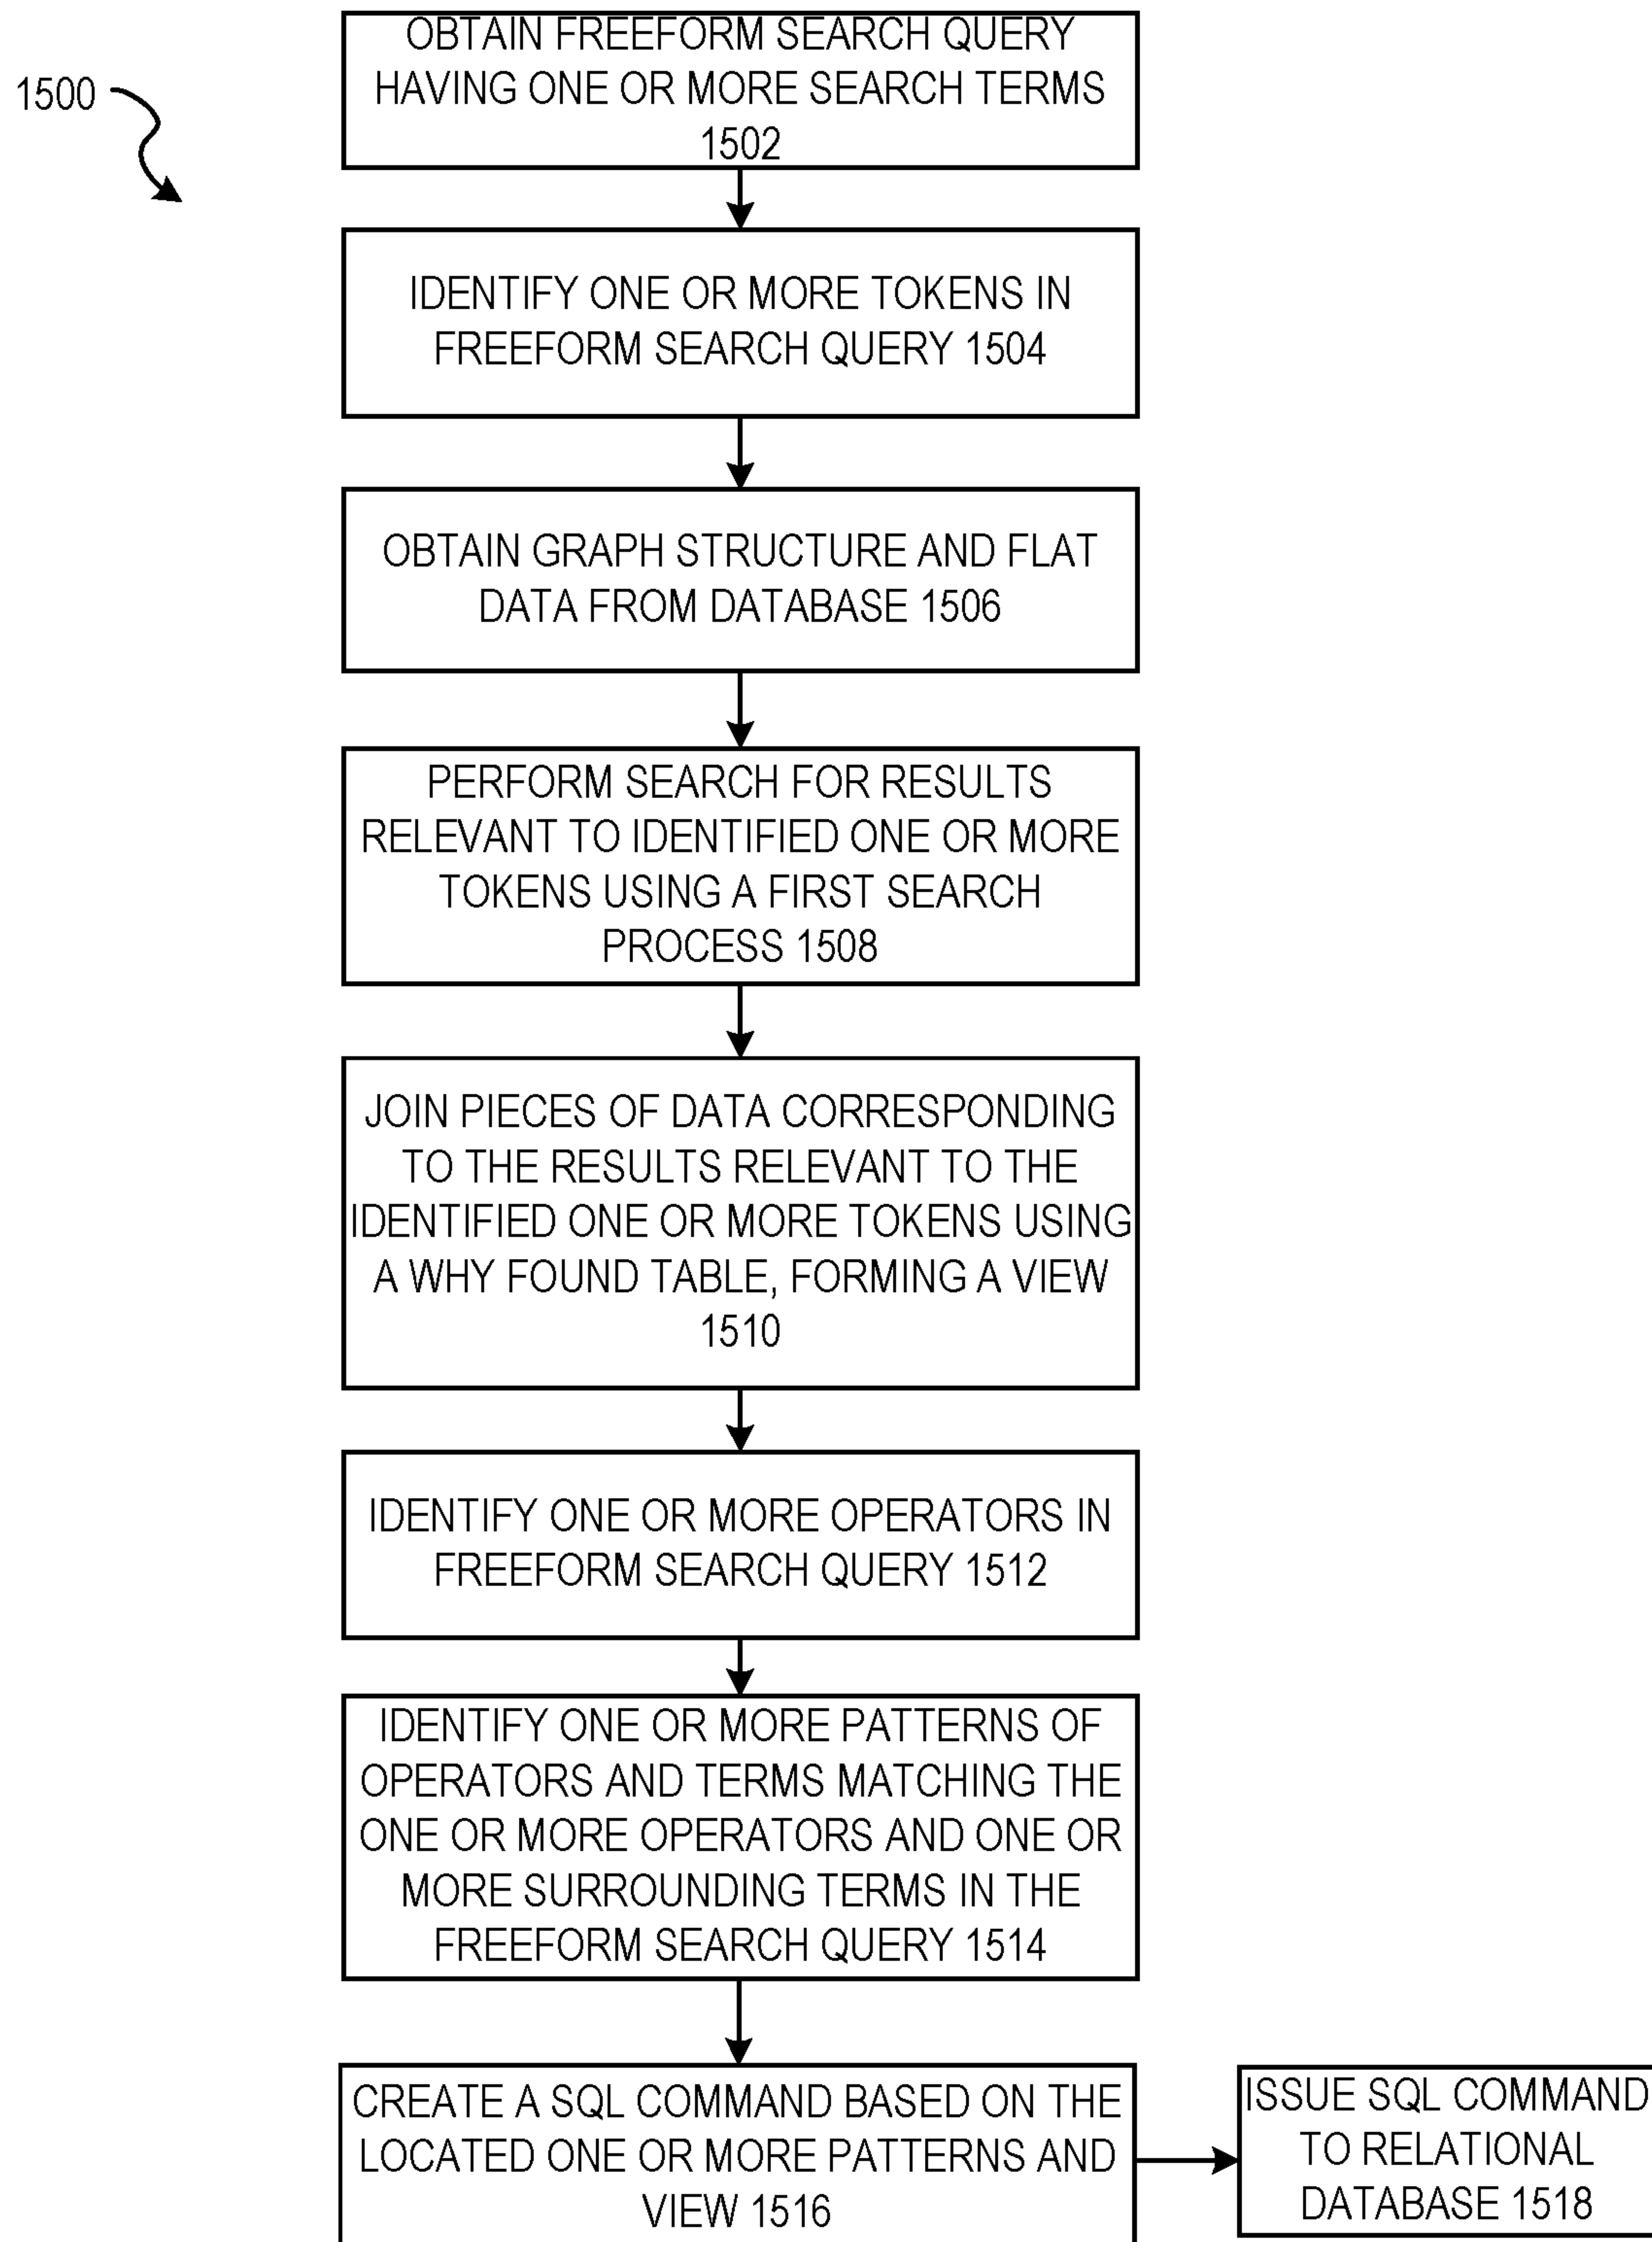 OBTAIN FREEFORM SEARCH QUERY
HAVING ONE OR MORE SEARCH TERMS
1502
1500
IDENTIFY ONE OR MORE TOKENS IN
FREEFORM SEARCH QUERY 1504
OBTAIN GRAPH STRUCTURE AND FLAT
DATA FROM DATABASE 1506
PERFORM SEARCH FOR RESULTS
RELEVANT TO IDENTIFIED ONE OR MORE
TOKENS USING A FIRST SEARCH
PROCESS 1508
JOIN PIECES OF DATA CORRESPONDING
TO THE RESULTS RELEVANT TO THE
IDENTIFIED ONE OR MORE TOKENS USING
A WHY FOUND TABLE, FORMING A VIEW
1510
IDENTIFY ONE OR MORE OPERATORS IN
FREEFORM SEARCH QUERY 1512
IDENTIFY ONE OR MORE PATTERNS OF
OPERATORS AND TERMS MATCHING THE
ONE OR MORE OPERATORS AND ONE OR
MORE SURROUNDING TERMS IN THE
FREEFORM SEARCH QUERY 1514
CREATE A SQL COMMAND BASED ON THE
LOCATED ONE OR MORE PATTERNS AND
VIEW 1516
ISSUE SQL COMMAND
TO RELATIONAL
DATABASE 1518